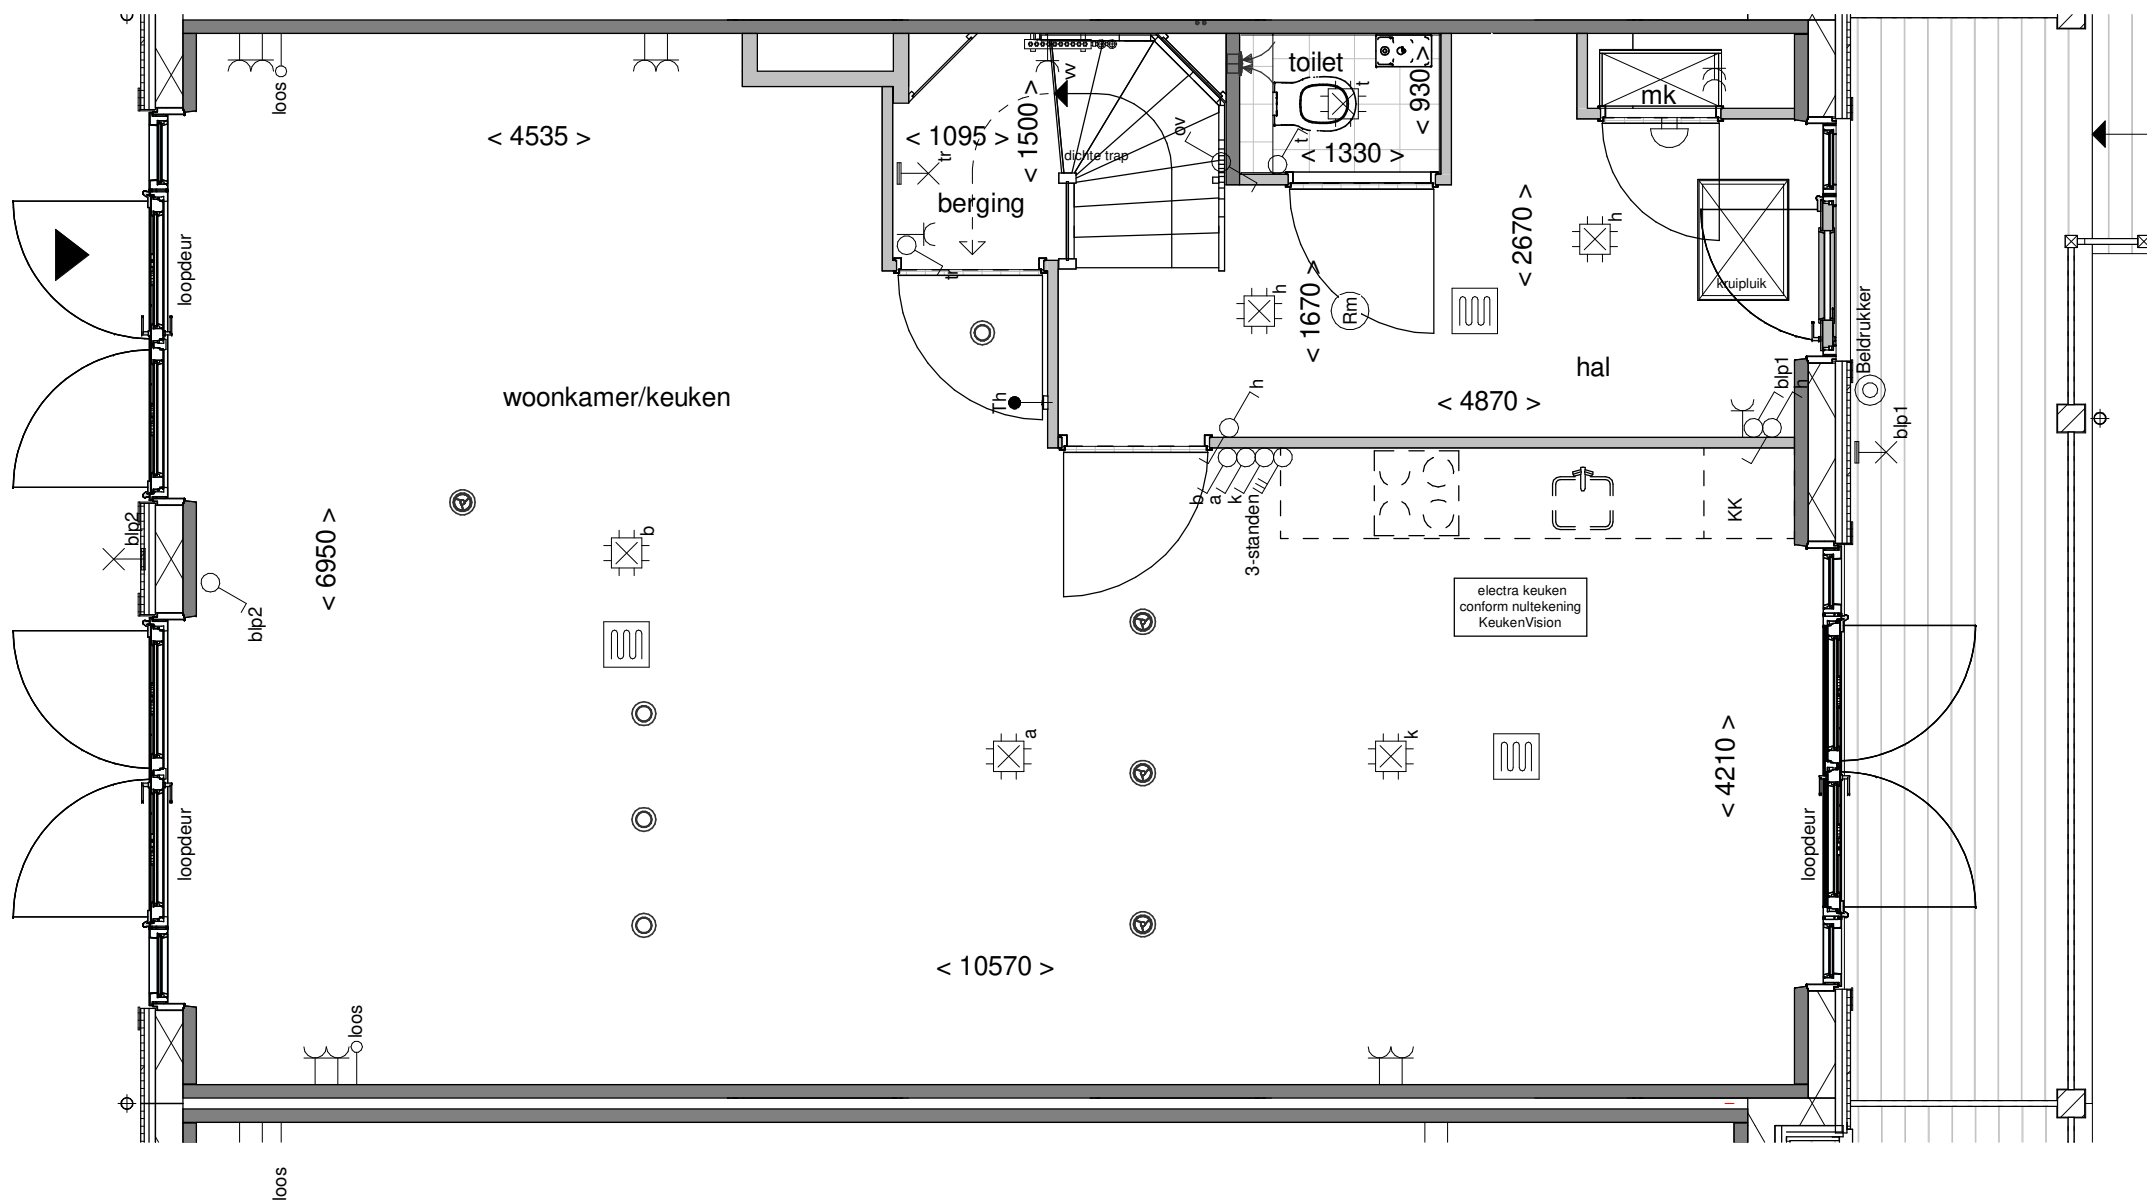 loos
< 4535 >
< 1095 >
< 1500 >
w
tr
dichte trap
berging
tr
ov
toilet
t
t
< 930 >
< 1330 >
mk
< 2670 >
h
kruipluik
loopdeur
h
< 1670 >
Rm
hal
Beldrukker
woonkamer/keuken
Th
h
< 4870 >
blp1
h
blp1
< 6950 >
blp2
b
blp2
b
a
k
3-standen
KK
electra keuken
conform nultekening
KeukenVision
a
k
< 4210 >
loopdeur
loopdeur
< 10570 >
loos
loos